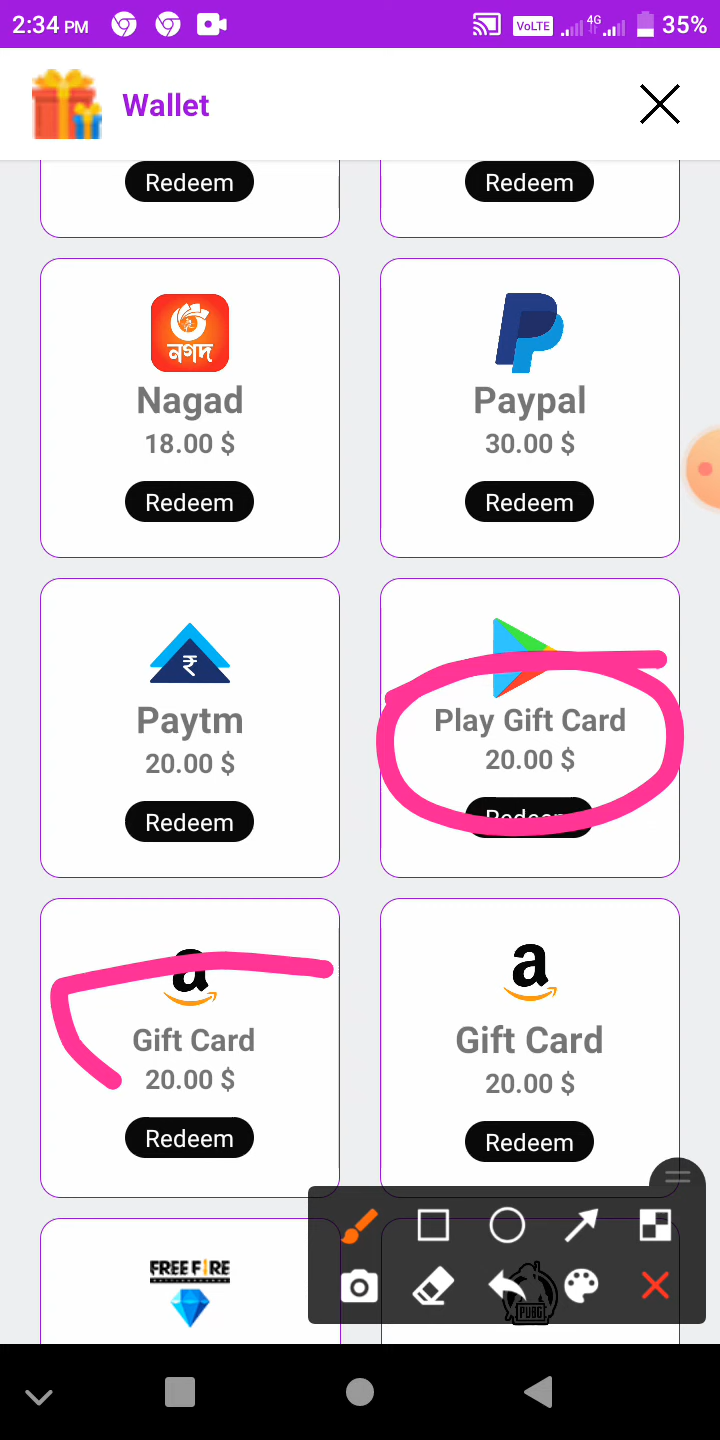 2:34 PM VoLTE 4G 35%
Wallet
Redeem Redeem
নগদ
Nagad Paypal
18.00 $ 30.00 $
Redeem Redeem
₹
Paytm Play Gift Card
20.00 $ 20.00 $
Redeem Redeem
a a
Gift Card Gift Card
20.00 $ 20.00 $
Redeem Redeem
FREE FIRE
PUBG